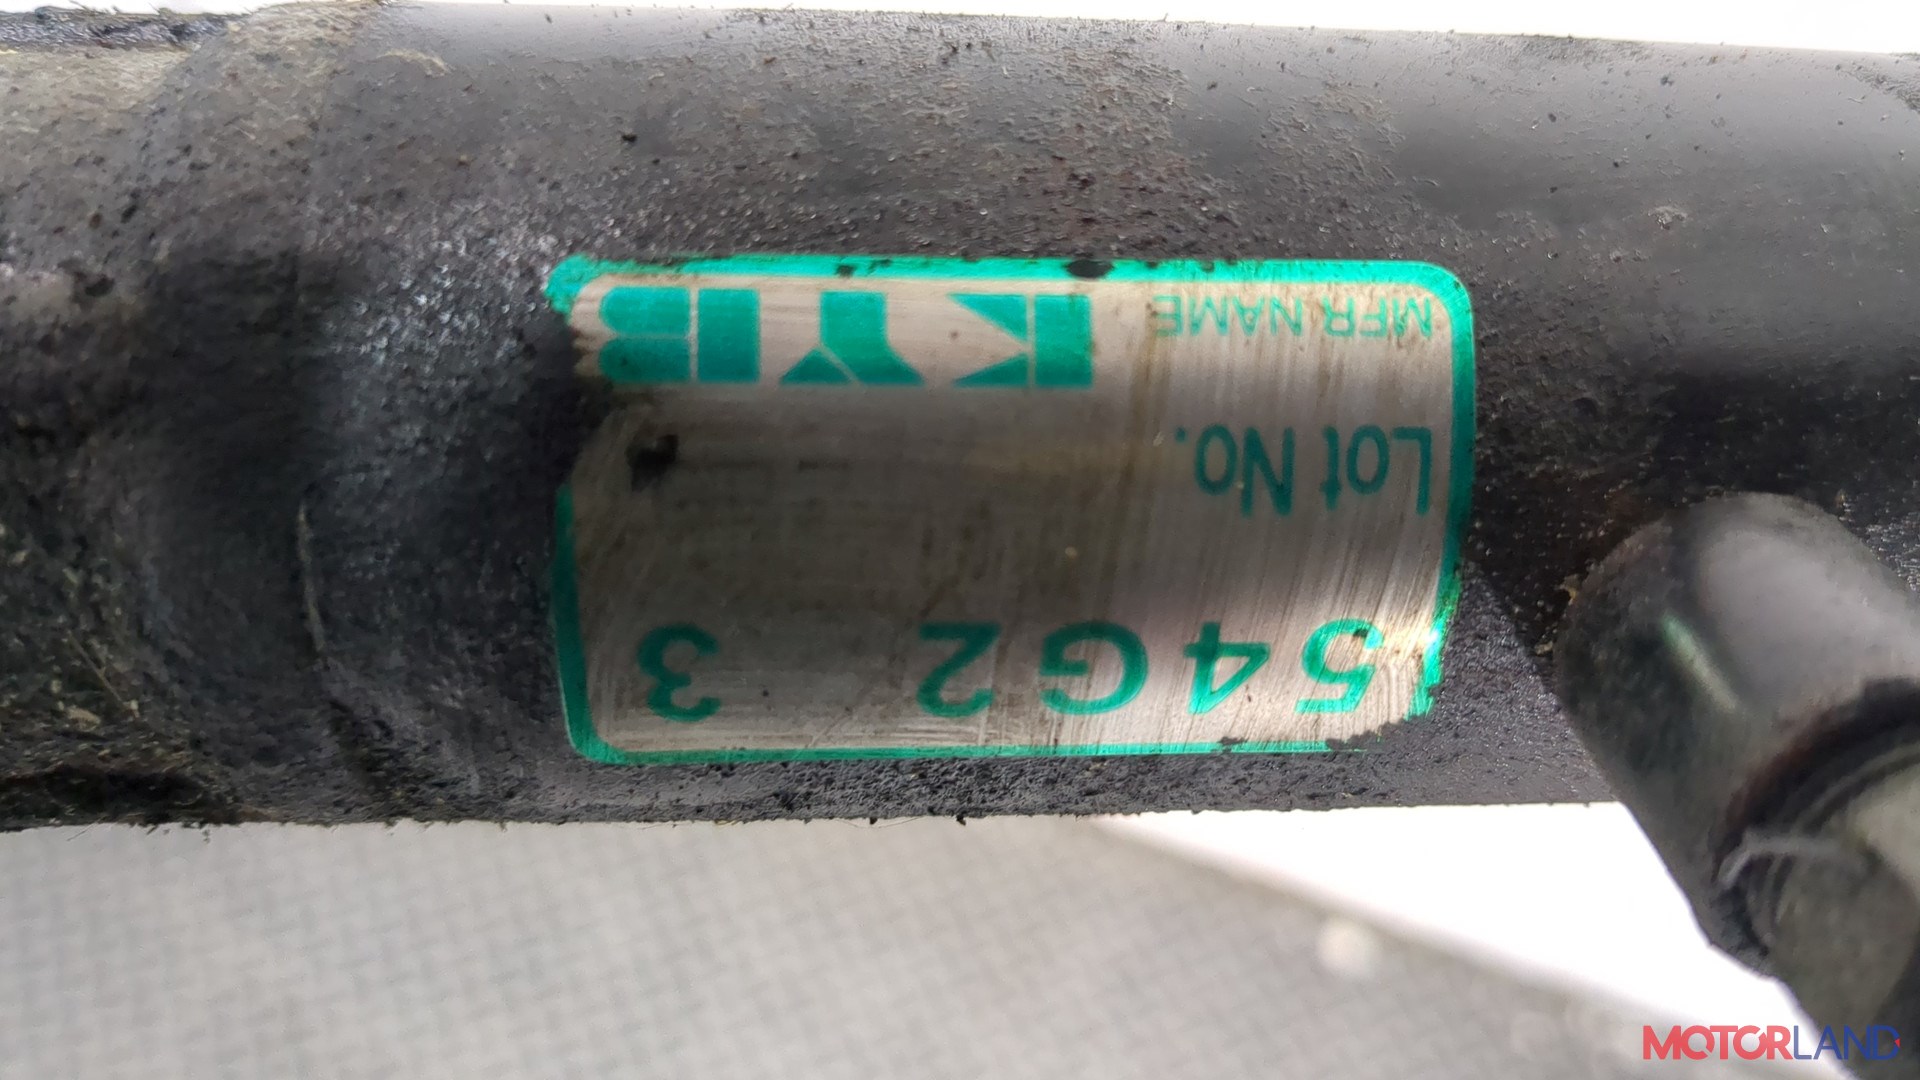 MFR NAME KYB
Lot No.
54G2 3
MOTORLAND